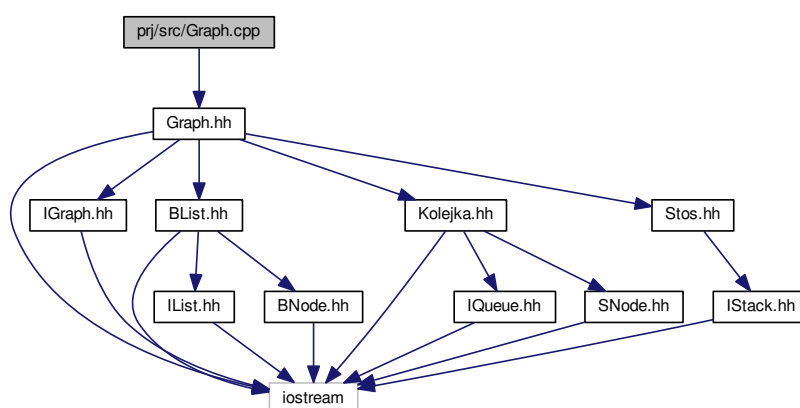 prj/src/Graph.cpp
Graph.hh
IGraph.hh
BList.hh
Kolejka.hh
Stos.hh
IList.hh
BNode.hh
IQueue.hh
SNode.hh
IStack.hh
iostream